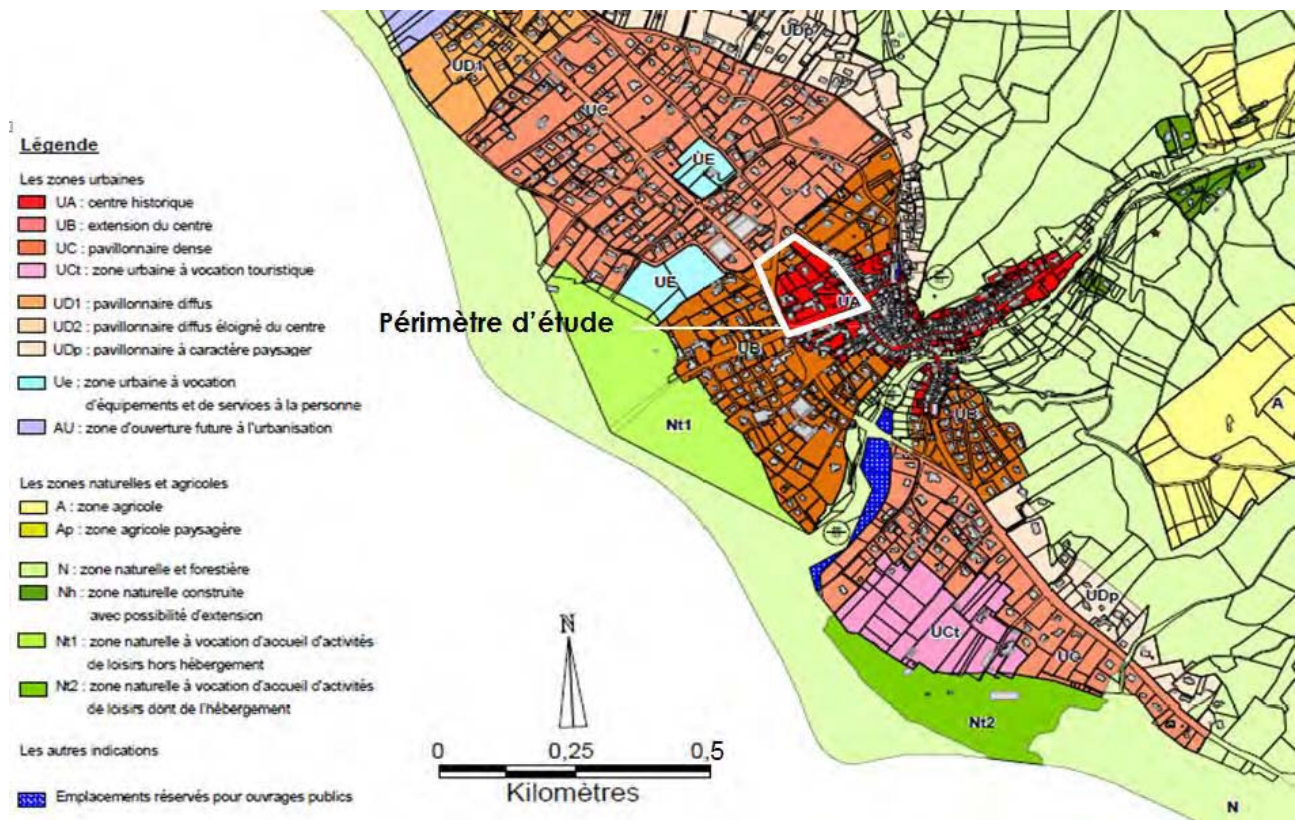 Légende
Les zones urbaines
UA : centre historique
UB : extension du centre
UC : pavillonnaire dense
UCt : zone urbaine à vocation touristique
UD1 : pavillonnaire diffus
UD2 : pavillonnaire diffus éloigné du centre
UDp : pavillonnaire à caractère paysager
Ue : zone urbaine à vocation
d'équipements et de services à la personne
AU : zone d'ouverture future à l'urbanisation
Les zones naturelles et agricoles
A : zone agricole
Ap : zone agricole paysagère
N : zone naturelle et forestière
Nh : zone naturelle construite
avec possibilité d'extension
Nt1 : zone naturelle à vocation d'accueil d'activités
de loisirs hors hébergement
Nt2 : zone naturelle à vocation d'accueil d'activités
de loisirs dont de l'hébergement
Les autres indications
Emplacements réservés pour ouvrages publics
UDp
UD1
UC
UE
UE
UA
Périmètre d'étude
UB
A
UB
Nt1
UDp
UCt
UC
Nt2
N
N
0 0,25 0,5
Kilomètres